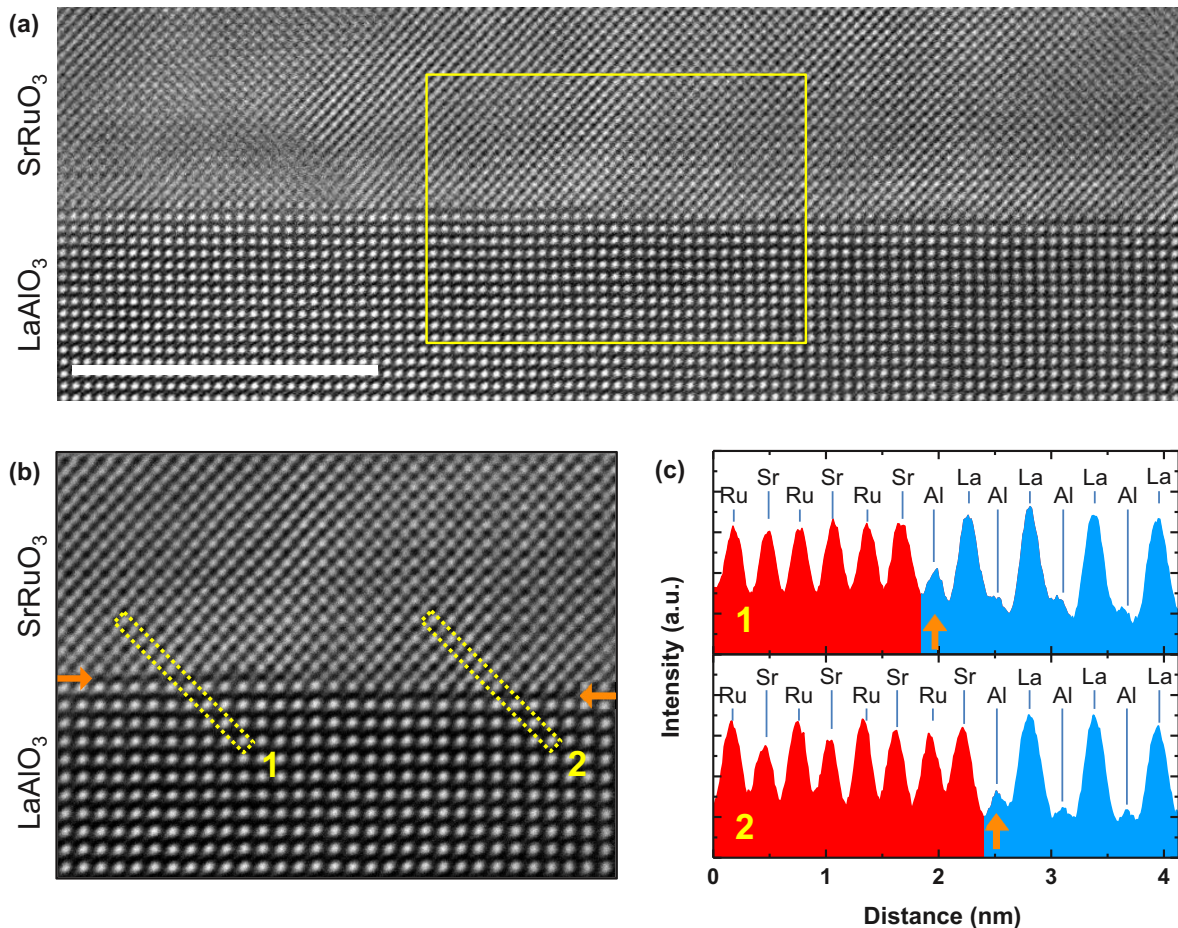 (a)
SrRuO₃
LaAlO₃
(b)
SrRuO₃
LaAlO₃
1
2
(c)
Ru Sr Ru Sr Ru Sr Al La Al La Al La Al La
1
Ru Sr Ru Sr Ru Sr Ru Sr Al La Al La Al La
2
Intensity (a.u.)
0 1 2 3 4
Distance (nm)